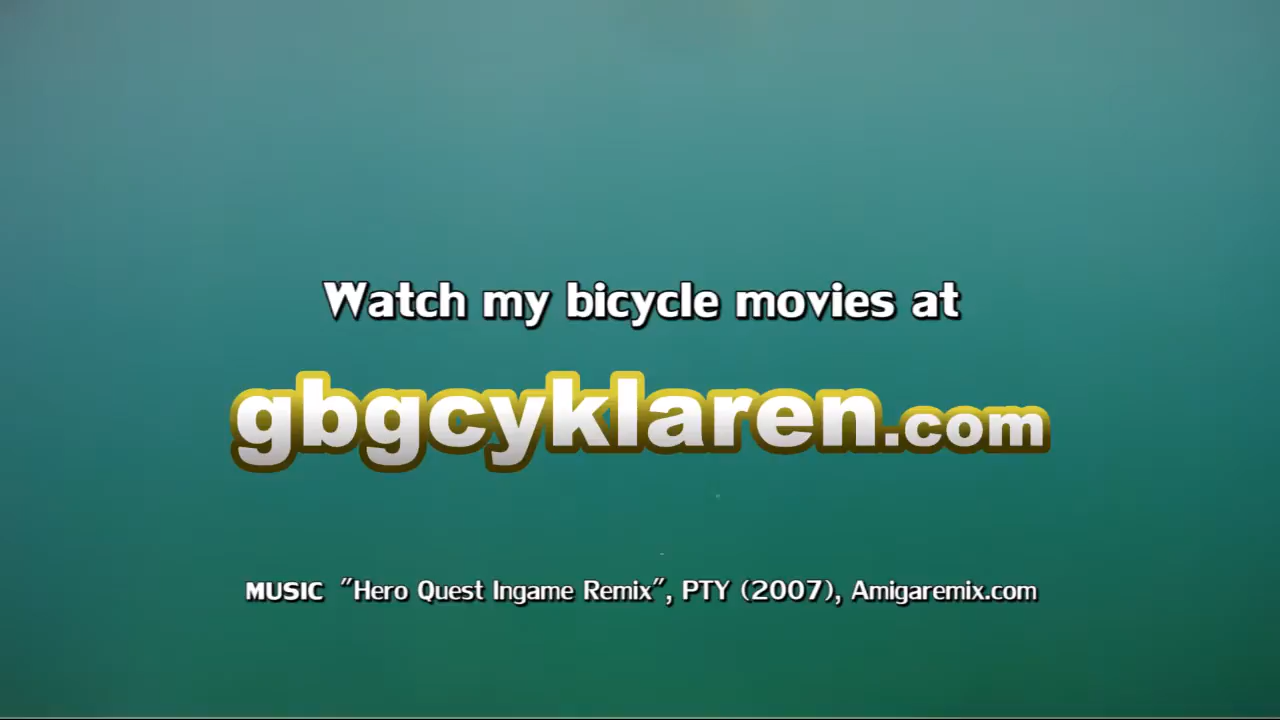 Watch my bicycle movies at
gbgcyklaren.com
MUSIC "Hero Quest Ingame Remix", PTY (2007), Amigaremix.com